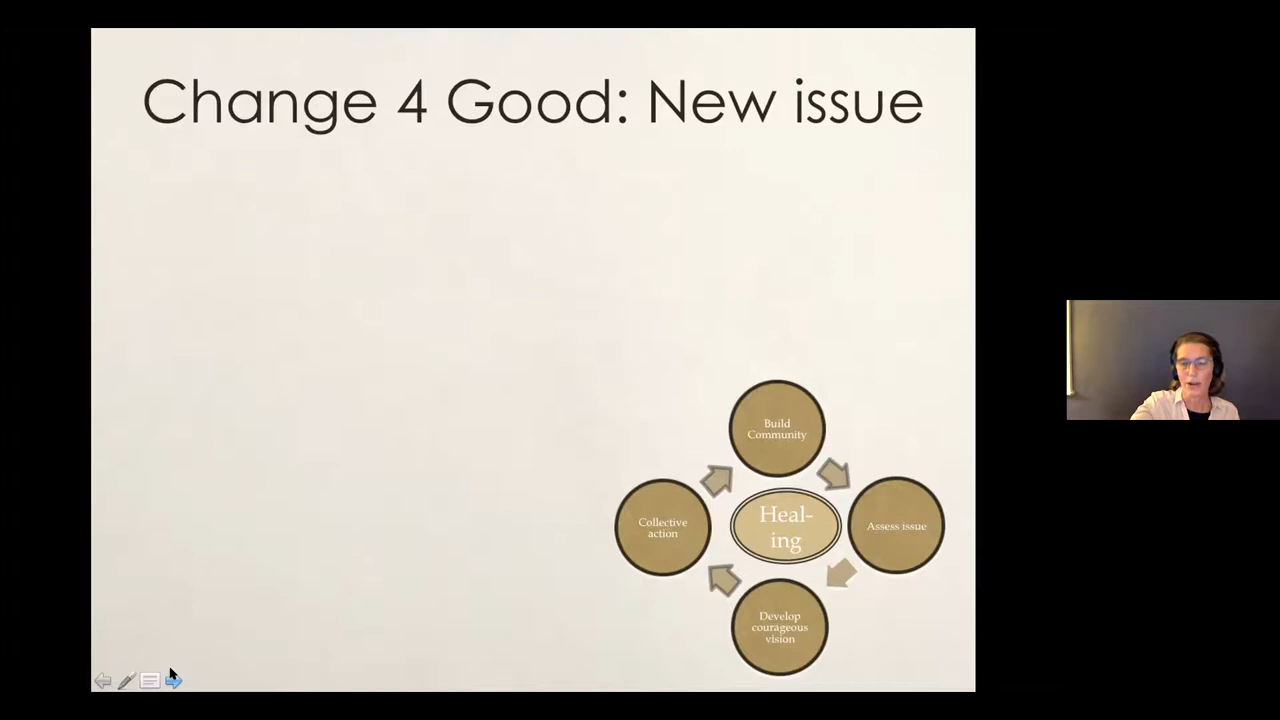 Change 4 Good: New issue
Build
Community
Collective
action
Heal-
ing
Assess issue
Develop
courageous
vision